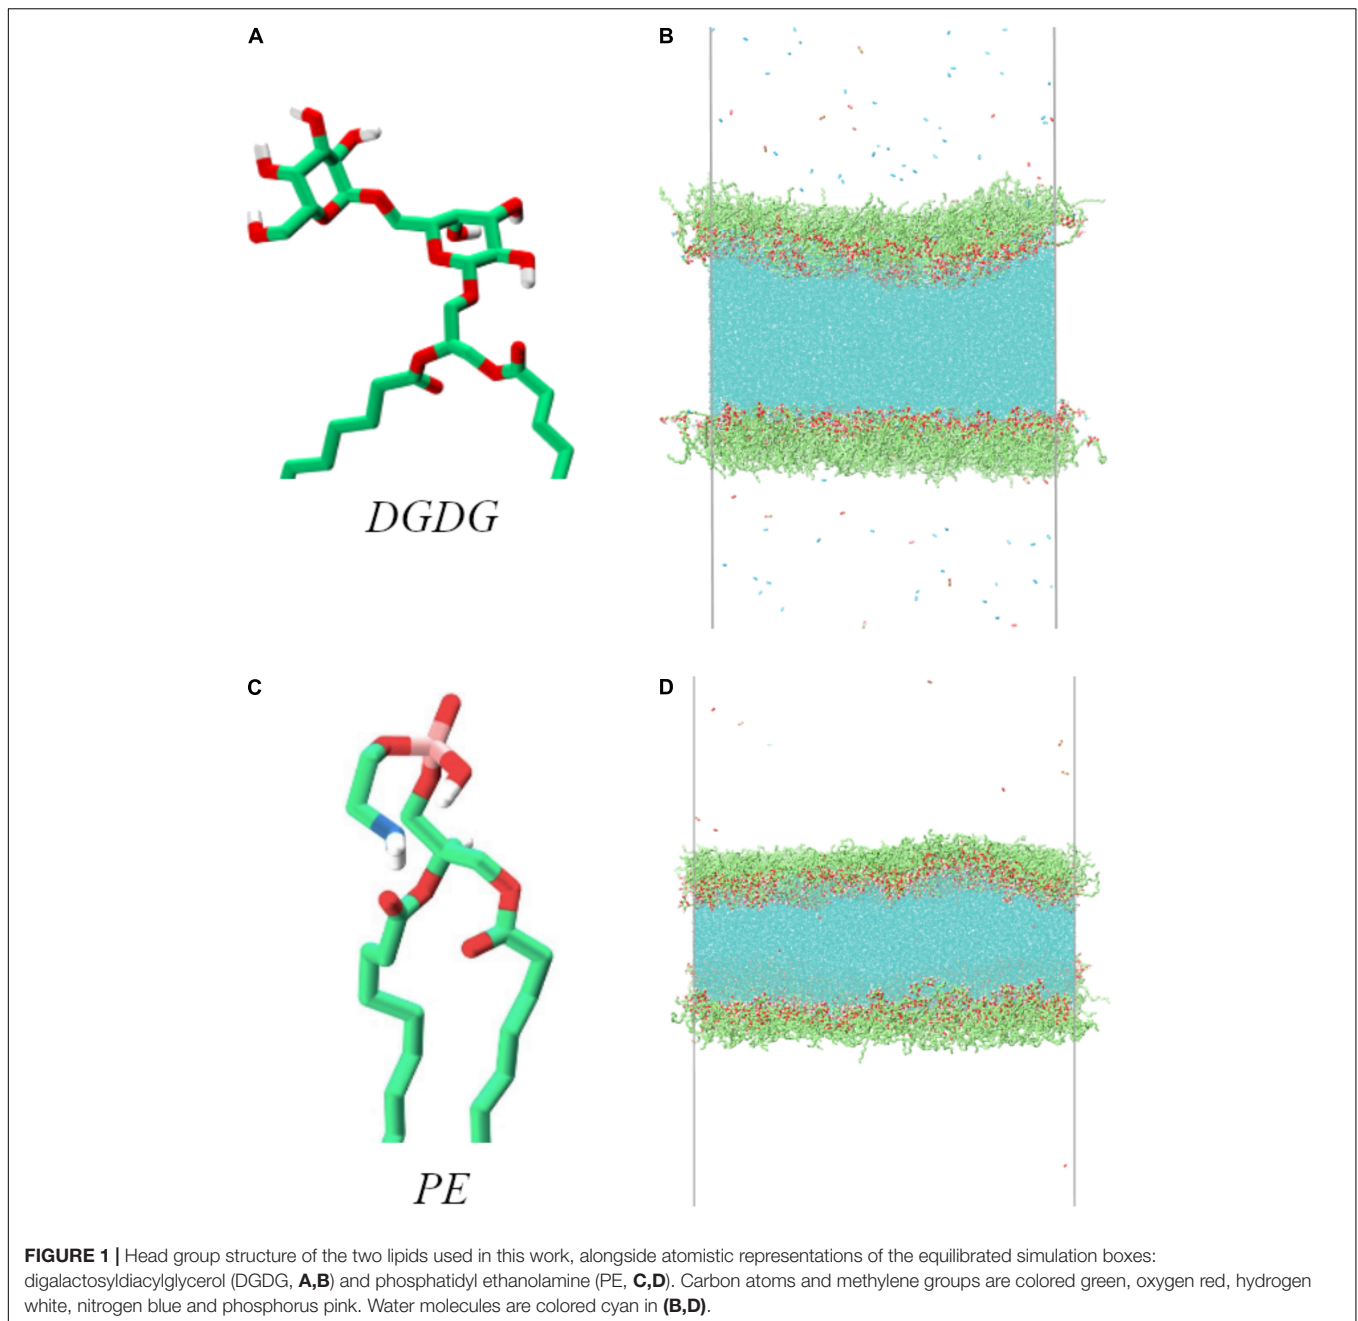 A
B
DGDG
C
D
PE
FIGURE 1 | Head group structure of the two lipids used in this work, alongside atomistic representations of the equilibrated simulation boxes:
digalactosyldiacylglycerol (DGDG, A,B) and phosphatidyl ethanolamine (PE, C,D). Carbon atoms and methylene groups are colored green, oxygen red, hydrogen
white, nitrogen blue and phosphorus pink. Water molecules are colored cyan in (B,D).